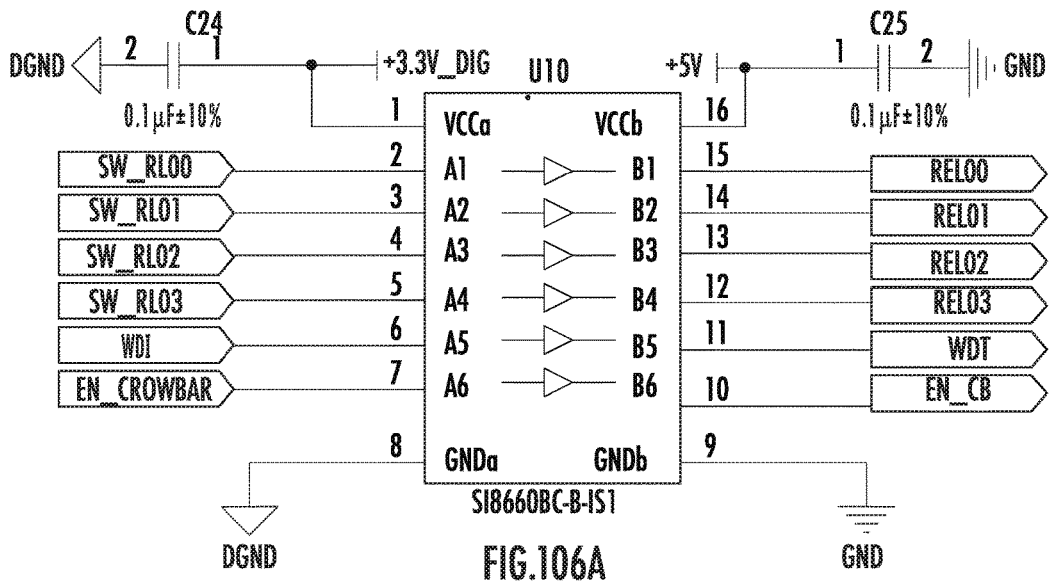 C24 C25
DGND 2 1 +3.3V_DIG U10 +5V 1 2 GND
0.1µF±10% 0.1µF±10%
1 VCCa VCCb 16
SW_RL00 2 A1 B1 15 REL00
SW_RL01 3 A2 B2 14 REL01
SW_RL02 4 A3 B3 13 REL02
SW_RL03 5 A4 B4 12 REL03
WDI 6 A5 B5 11 WDT
EN_CROWBAR 7 A6 B6 10 EN_CB
8 GNDa GNDb 9
SI8660BC-B-IS1
DGND GND
FIG.106A